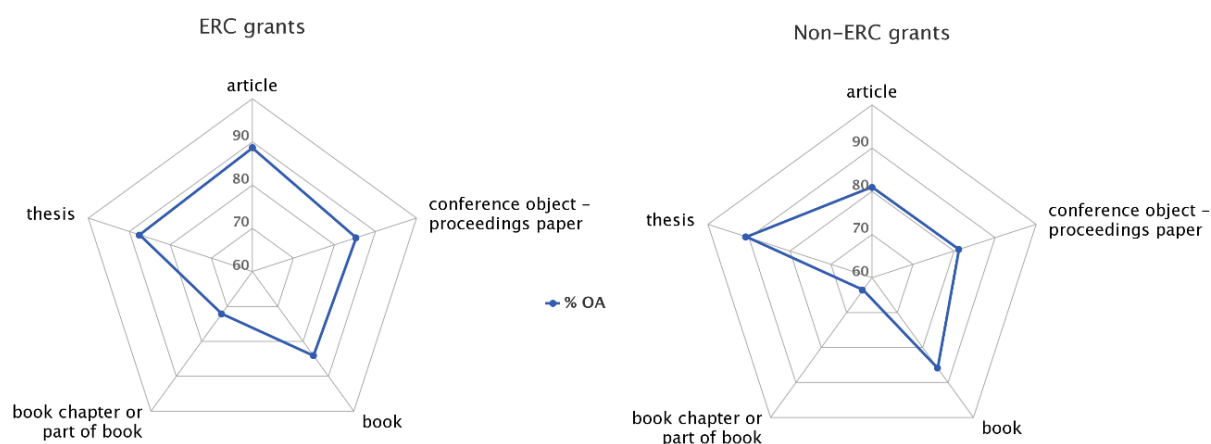 ERC grants
article
90
80
70
60
thesis
conference object –
proceedings paper
book chapter or
part of book
book
% OA
Non–ERC grants
article
90
80
70
60
thesis
conference object –
proceedings paper
book chapter or
part of book
book